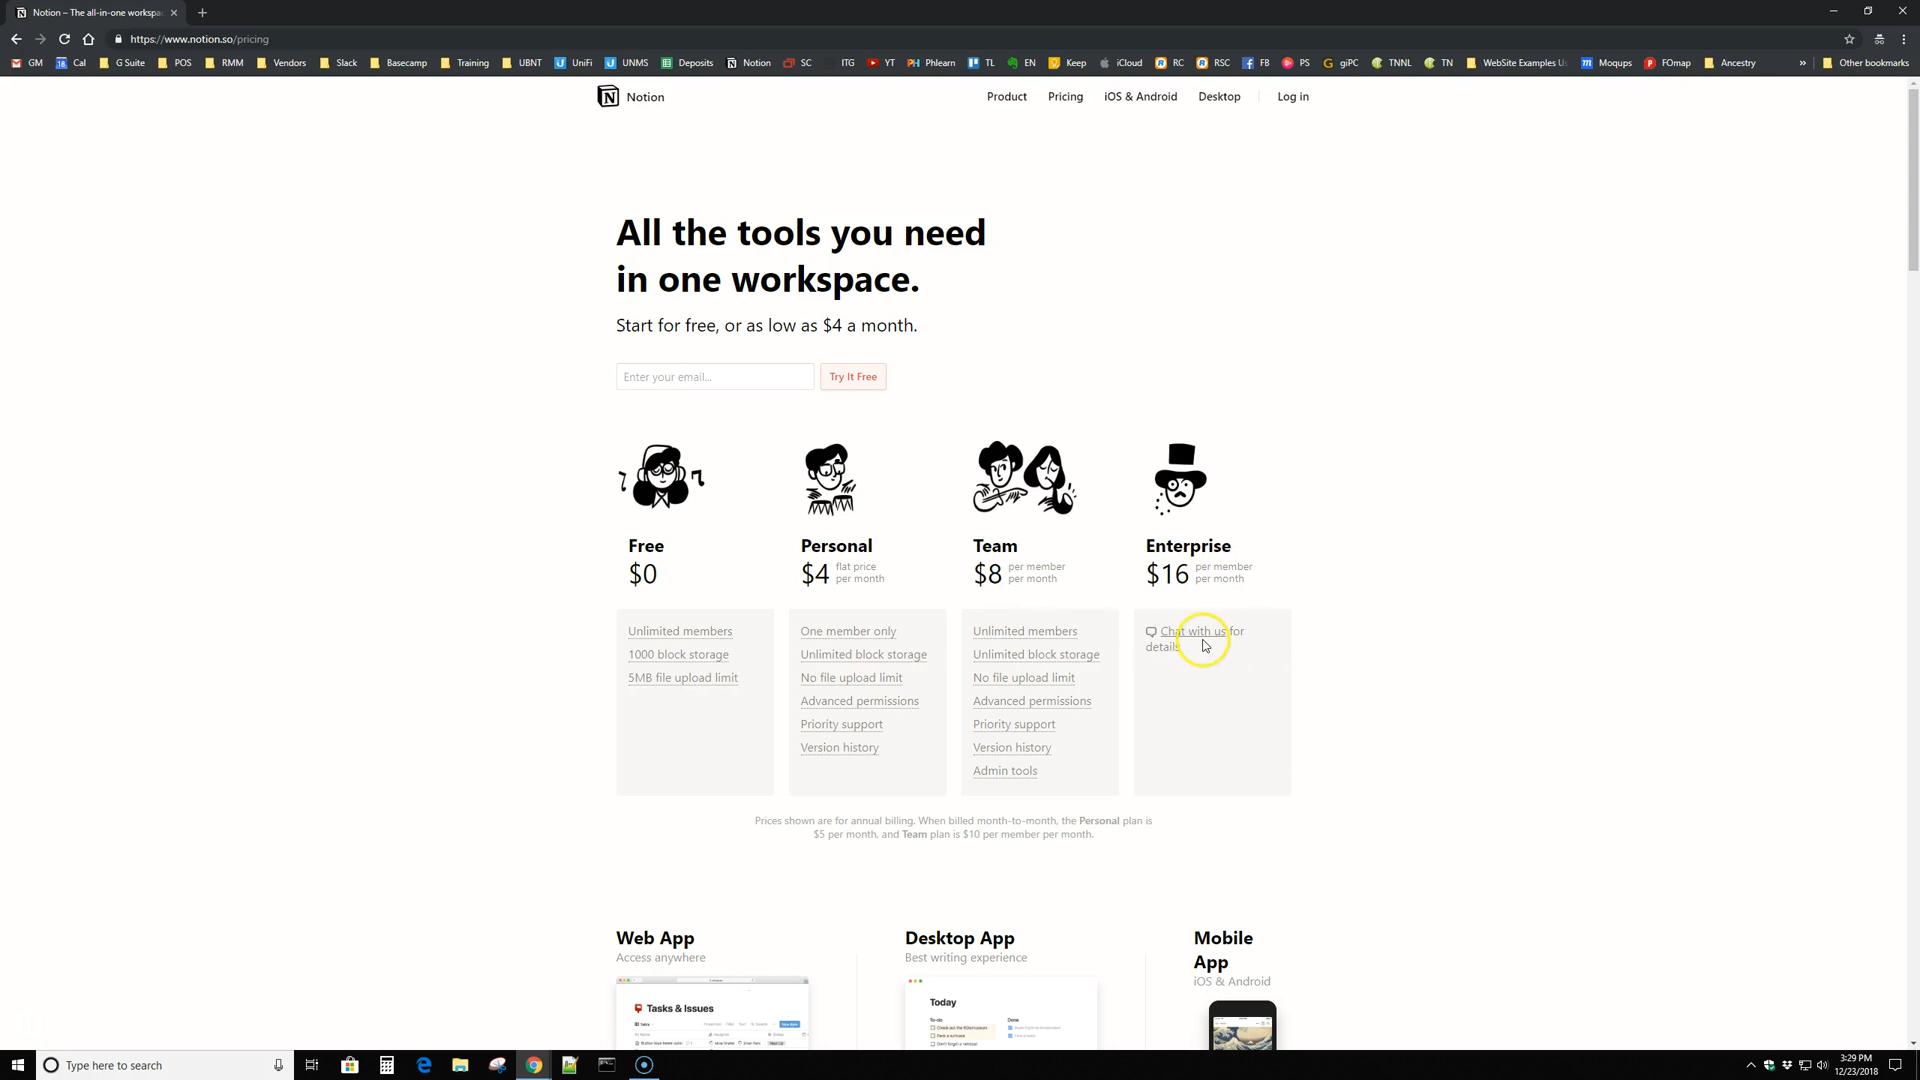 Notion – The all-in-one workspac
https://www.notion.so/pricing
GM Cal G Suite POS RMM Vendors Slack Basecamp Training UBNT UniFi UNMS Deposits Notion SC ITG YT Phlearn TL EN Keep iCloud RC RSC FB PS giPC TNNL TN WebSite Examples Us Moqups FOmap Ancestry » Other bookmarks
Notion
Product Pricing iOS & Android Desktop Log in
All the tools you need
in one workspace.
Start for free, or as low as $4 a month.
Enter your email... Try It Free
Free Personal Team Enterprise
$0 $4 flat price per month $8 per member per month $16 per member per month
Unlimited members
1000 block storage
5MB file upload limit
One member only
Unlimited block storage
No file upload limit
Advanced permissions
Priority support
Version history
Unlimited members
Unlimited block storage
No file upload limit
Advanced permissions
Priority support
Version history
Admin tools
Chat with us for
details
Prices shown are for annual billing. When billed month-to-month, the Personal plan is
$5 per month, and Team plan is $10 per member per month.
Web App
Access anywhere
Tasks & Issues
Desktop App
Best writing experience
Today
To-do Done
Mobile
App
iOS & Android
Type here to search
3:29 PM
12/23/2018